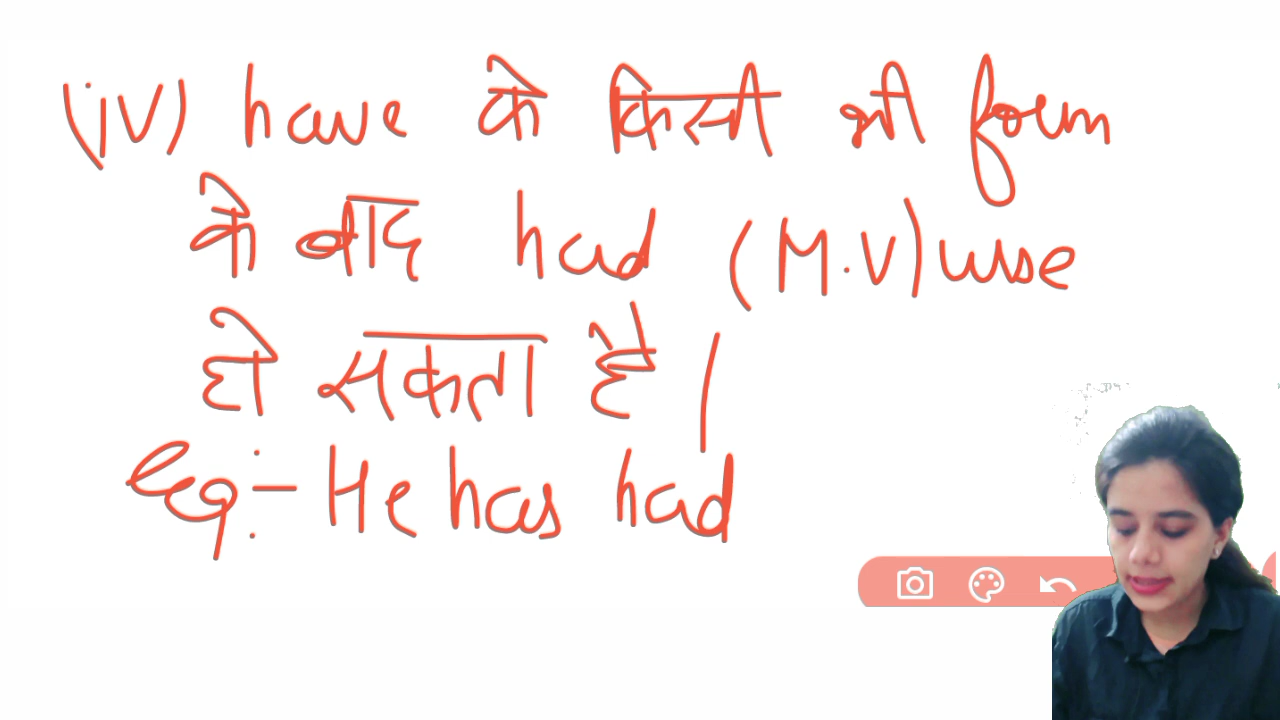 (iv) have के किसी भी form
के बाद had (M.V) use
हो सकता है।
eg:- He has had